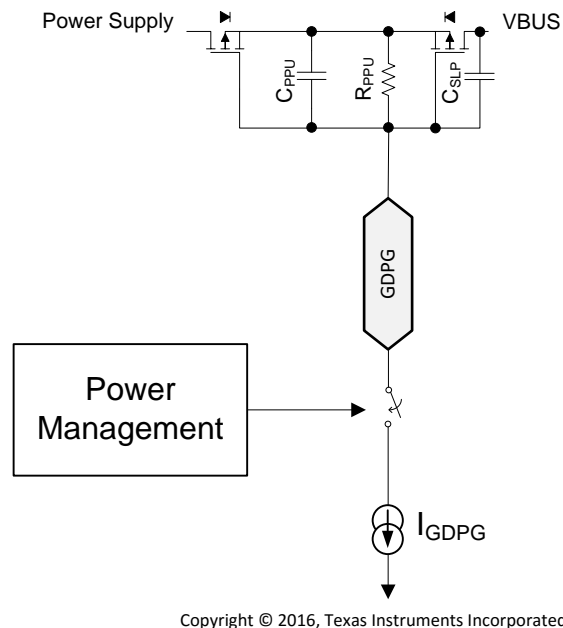 Power Supply
VBUS
CPPU
RPPU
CSLP
GDPG
Power
Management
IGDPG
Copyright © 2016, Texas Instruments Incorporated